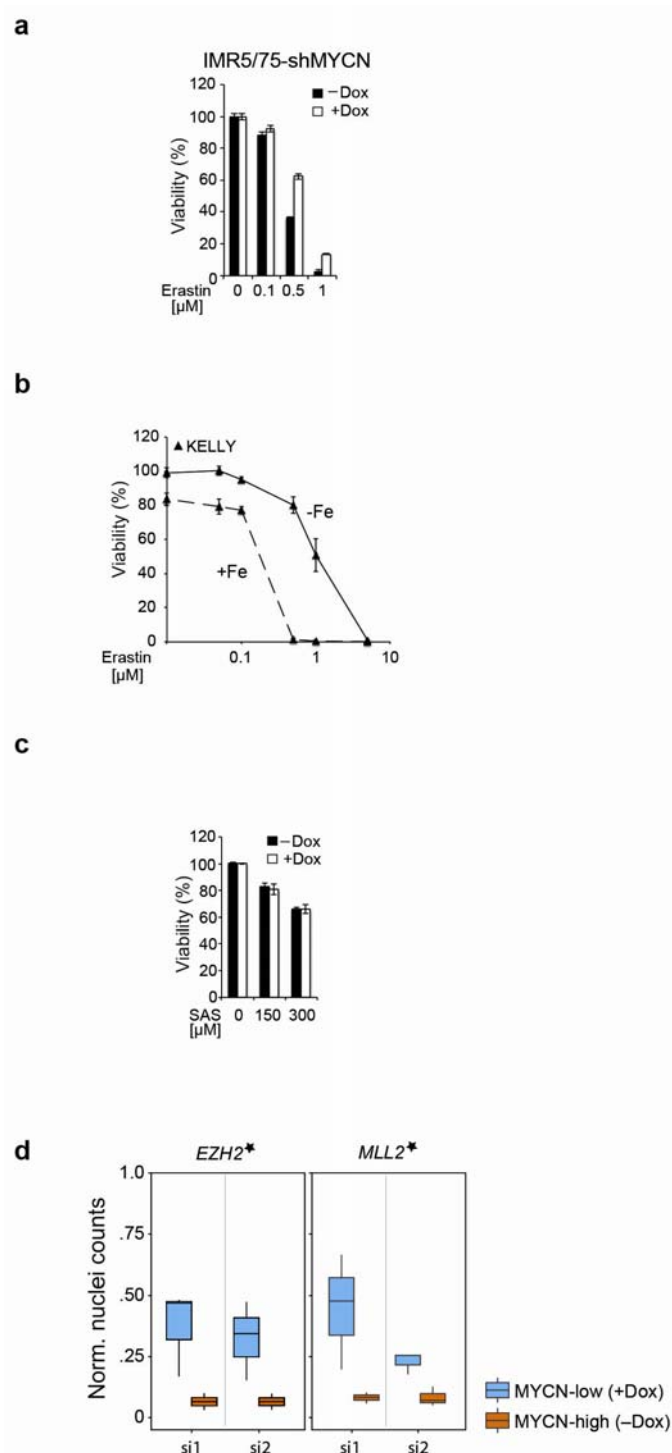 a
IMR5/75-shMYCN
–Dox
+Dox
Viability (%)
120
100
80
60
40
20
0
Erastin
[µM]
0 0.1 0.5 1
b
KELLY
Viability (%)
120
100
80
60
40
20
0
-Fe
+Fe
Erastin
[µM]
0.1 1 10
c
–Dox
+Dox
Viability (%)
120
100
80
60
40
20
0
SAS
[µM]
0 150 300
d
EZH2★ MLL2★
Norm. nuclei counts
1.0
.75
.50
.25
0
si1 si2 si1 si2
MYCN-low (+Dox)
MYCN-high (–Dox)